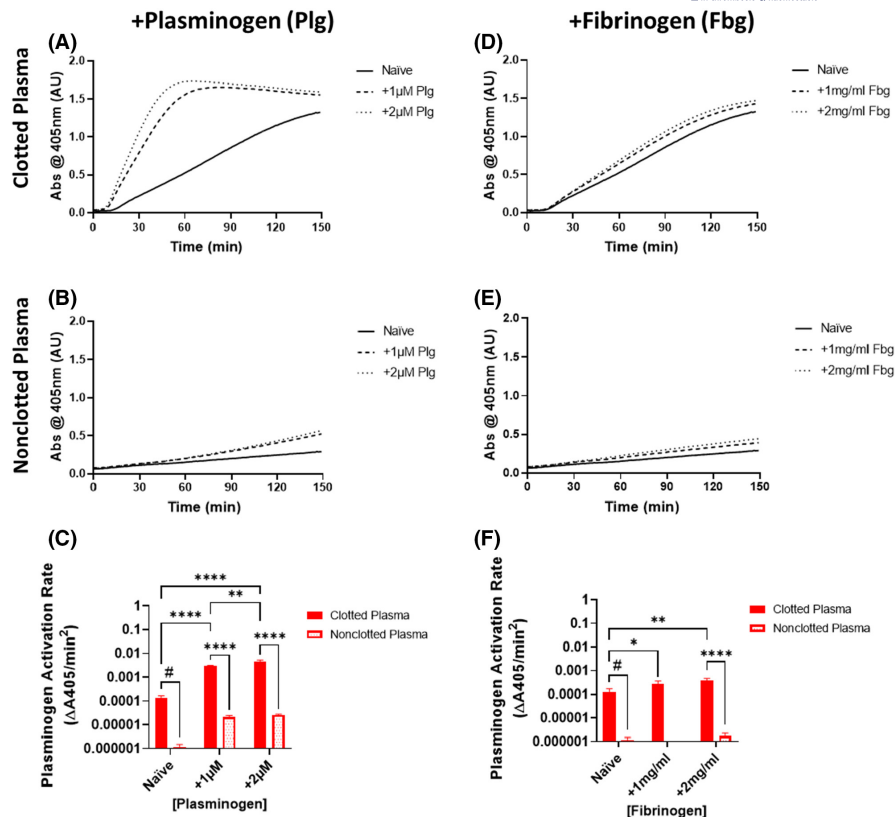 +Plasminogen (Plg)
+Fibrinogen (Fbg)
Clotted Plasma
(A)
Abs @ 405nm (AU)
2.0
1.5
1.0
0.5
0.0
0 30 60 90 120 150
Time (min)
Naïve
+1µM Plg
+2µM Plg
(D)
Abs @ 405nm (AU)
2.0
1.5
1.0
0.5
0.0
0 30 60 90 120 150
Time (min)
Naïve
+1mg/ml Fbg
+2mg/ml Fbg
Nonclotted Plasma
(B)
Abs @ 405nm (AU)
2.0
1.5
1.0
0.5
0.0
0 30 60 90 120 150
Time (min)
Naïve
+1µM Plg
+2µM Plg
(E)
Abs @ 405nm (AU)
2.0
1.5
1.0
0.5
0.0
0 30 60 90 120 150
Time (min)
Naïve
+1mg/ml Fbg
+2mg/ml Fbg
(C)
Plasminogen Activation Rate
(ΔA405/min²)
1
0.1
0.01
0.001
0.0001
0.00001
0.000001
****
**
****
****
****
#
Naïve
+1µM
+2µM
[Plasminogen]
Clotted Plasma
Nonclotted Plasma
(F)
Plasminogen Activation Rate
(ΔA405/min²)
1
0.1
0.01
0.001
0.0001
0.00001
0.000001
**
*
****
#
Naïve
+1mg/ml
+2mg/ml
[Fibrinogen]
Clotted Plasma
Nonclotted Plasma